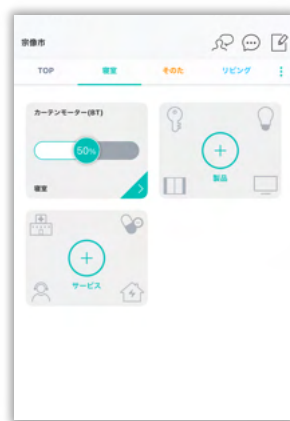 宗像市
TOP 寝室 そのた リビング
カーテンモーター(BT)
50%
寝室
製品
サービス